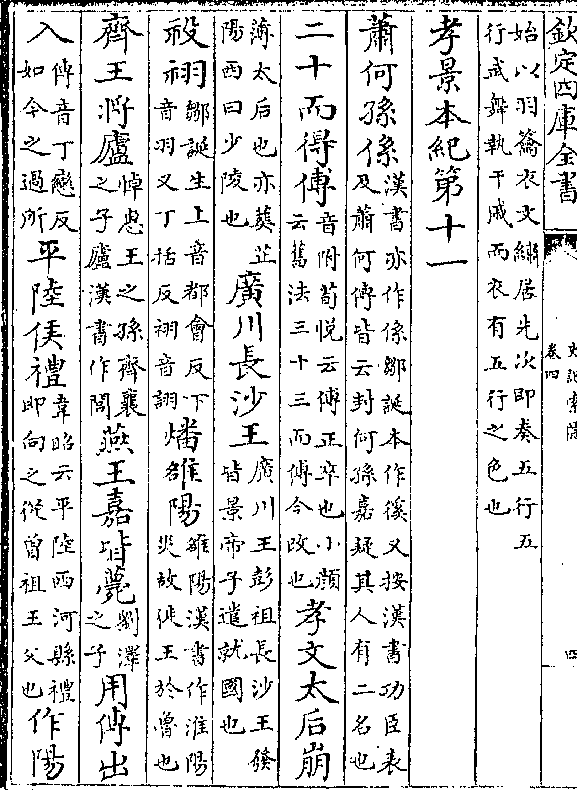 欽定四庫全書 史記索隱 卷四 四
始以羽籥衣文繡居先次即奏五行五
行武舞執干戚而衣有五行之色也
孝景本紀第十一
蕭何孫係漢書亦作係鄒誕本作傒又按漢書功臣表及蕭何傳皆云封何孫嘉疑其人有二名也
二十而得傅音附荀悅云傅正卒也小顔云舊法三十三而傅今改也孝文太后崩
薄太后也亦葬芷陽西曰少陵也廣川長沙王廣川王彭祖長沙王發皆景帝子遣就國也
祋祤鄒誕生上音都會反下音羽又丁括反祤音詡燔雒陽雒陽漢書作淮陽災故徙王於魯也
齊王將廬悼惠王之孫齊襄之子廬漢書作閭燕王嘉皆薨劉澤之子用傳出
入傳音丁戀反如今之過所平陸侯禮韋昭云平陸西河縣禮即向之從曾祖王父也作陽